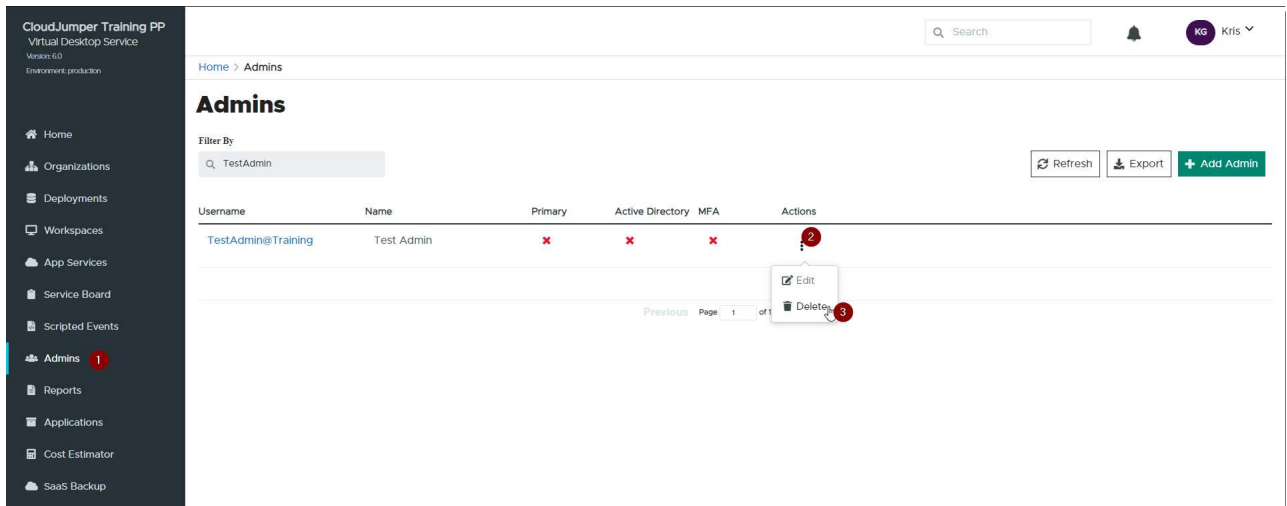 CloudJumper Training PP
Virtual Desktop Service
Version: 6.0
Environment: production
Search
KG Kris
Home > Admins
Admins
Home
Organizations
Deployments
Workspaces
App Services
Service Board
Scripted Events
Admins 1
Reports
Applications
Cost Estimator
SaaS Backup
Filter By
TestAdmin
Refresh Export + Add Admin
Username Name Primary Active Directory MFA Actions
TestAdmin@Training Test Admin 2
Edit
Delete 3
Previous Page 1 of 1